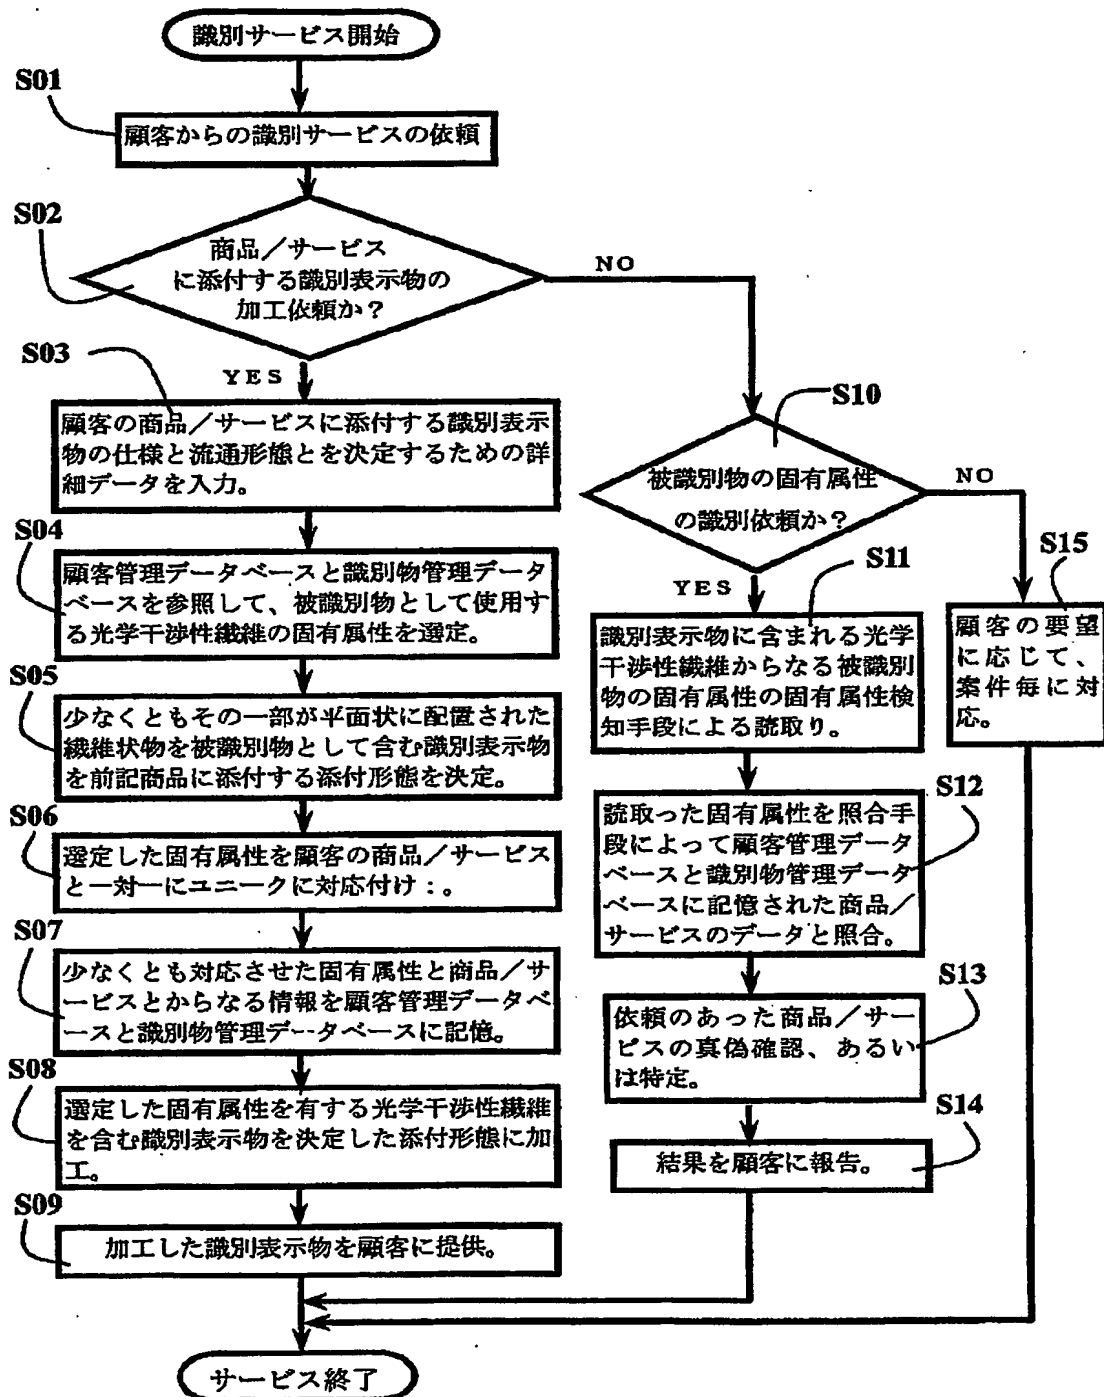 識別サービス開始
S01
顧客からの識別サービスの依頼
S02
商品／サービス
に添付する識別表示物の
加工依頼か？
NO
YES
S03
顧客の商品／サービスに添付する識別表示
物の仕様と流通形態とを決定するための詳
細データを入力。
S04
顧客管理データベースと識別物管理データ
ベースを参照して、被識別物として使用す
る光学干渉性繊維の固有属性を選定。
S05
少なくともその一部が平面状に配置された
繊維状物を被識別物として含む識別表示物
を前記商品に添付する添付形態を決定。
S06
選定した固有属性を顧客の商品／サービス
と一対一にユニークに対応付け：。
S07
少なくとも対応させた固有属性と商品／サ
ービスとからなる情報を顧客管理データベ
ースと識別物管理データベースに記憶。
S08
選定した固有属性を有する光学干渉性繊維
を含む識別表示物を決定した添付形態に加
工。
S09
加工した識別表示物を顧客に提供。
S10
被識別物の固有属性
の識別依頼か？
NO
YES
S11
識別表示物に含まれる光学
干渉性繊維からなる被識別
物の固有属性の固有属性検
知手段による読取り。
S12
読取った固有属性を照合手
段によって顧客管理データ
ベースと識別物管理データ
ベースに記憶された商品／
サービスのデータと照合。
S13
依頼のあった商品／サー
ビスの真偽確認、あるい
は特定。
S14
結果を顧客に報告。
S15
顧客の要望
に応じて、
案件毎に対
応。
サービス終了